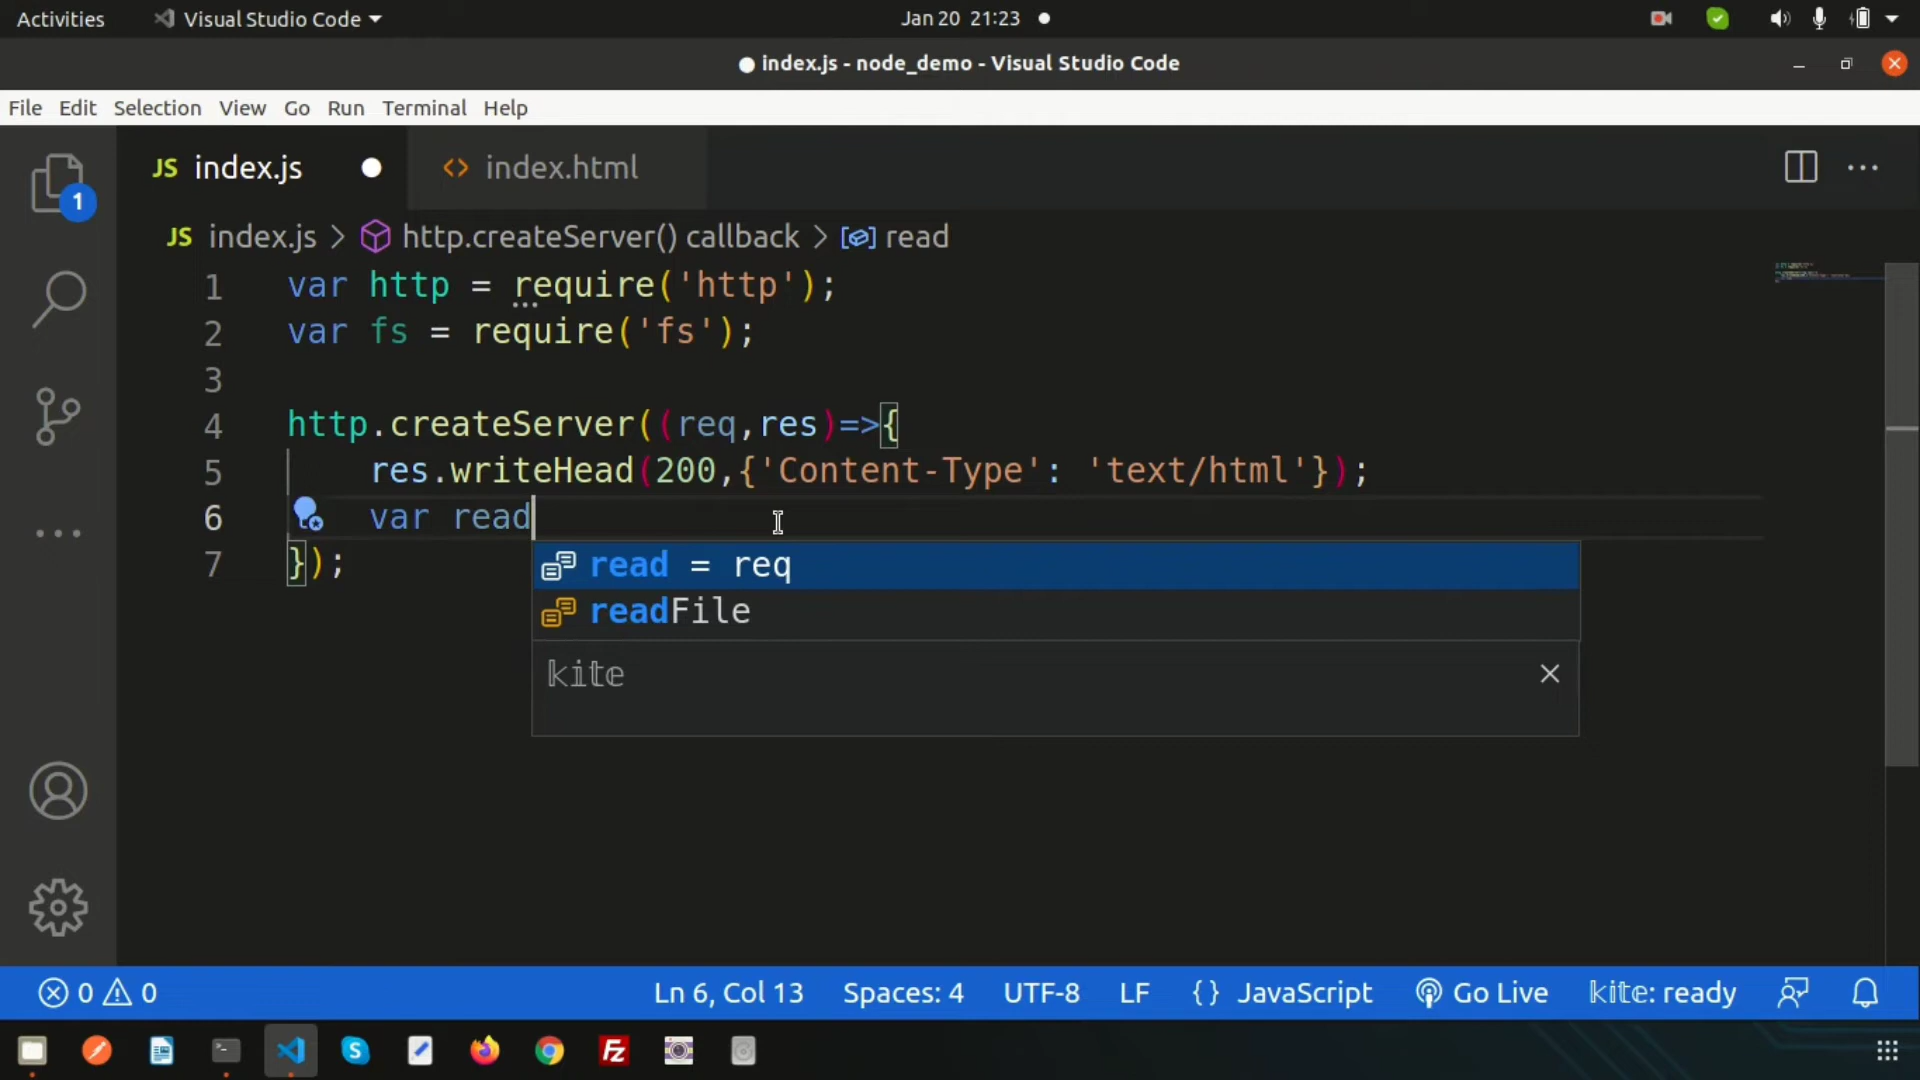 Activities Visual Studio Code Jan 20 21:23
index.js - node_demo - Visual Studio Code
File Edit Selection View Go Run Terminal Help
1 JS index.js index.html
JS index.js > http.createServer() callback > read
1 var http = require('http');
2 var fs = require('fs');
3
4 http.createServer((req,res)=>{
5 res.writeHead(200,{'Content-Type': 'text/html'});
6 var read
7 });
read = req
readFile
kite
0 0 Ln 6, Col 13 Spaces: 4 UTF-8 LF {} JavaScript Go Live kite: ready